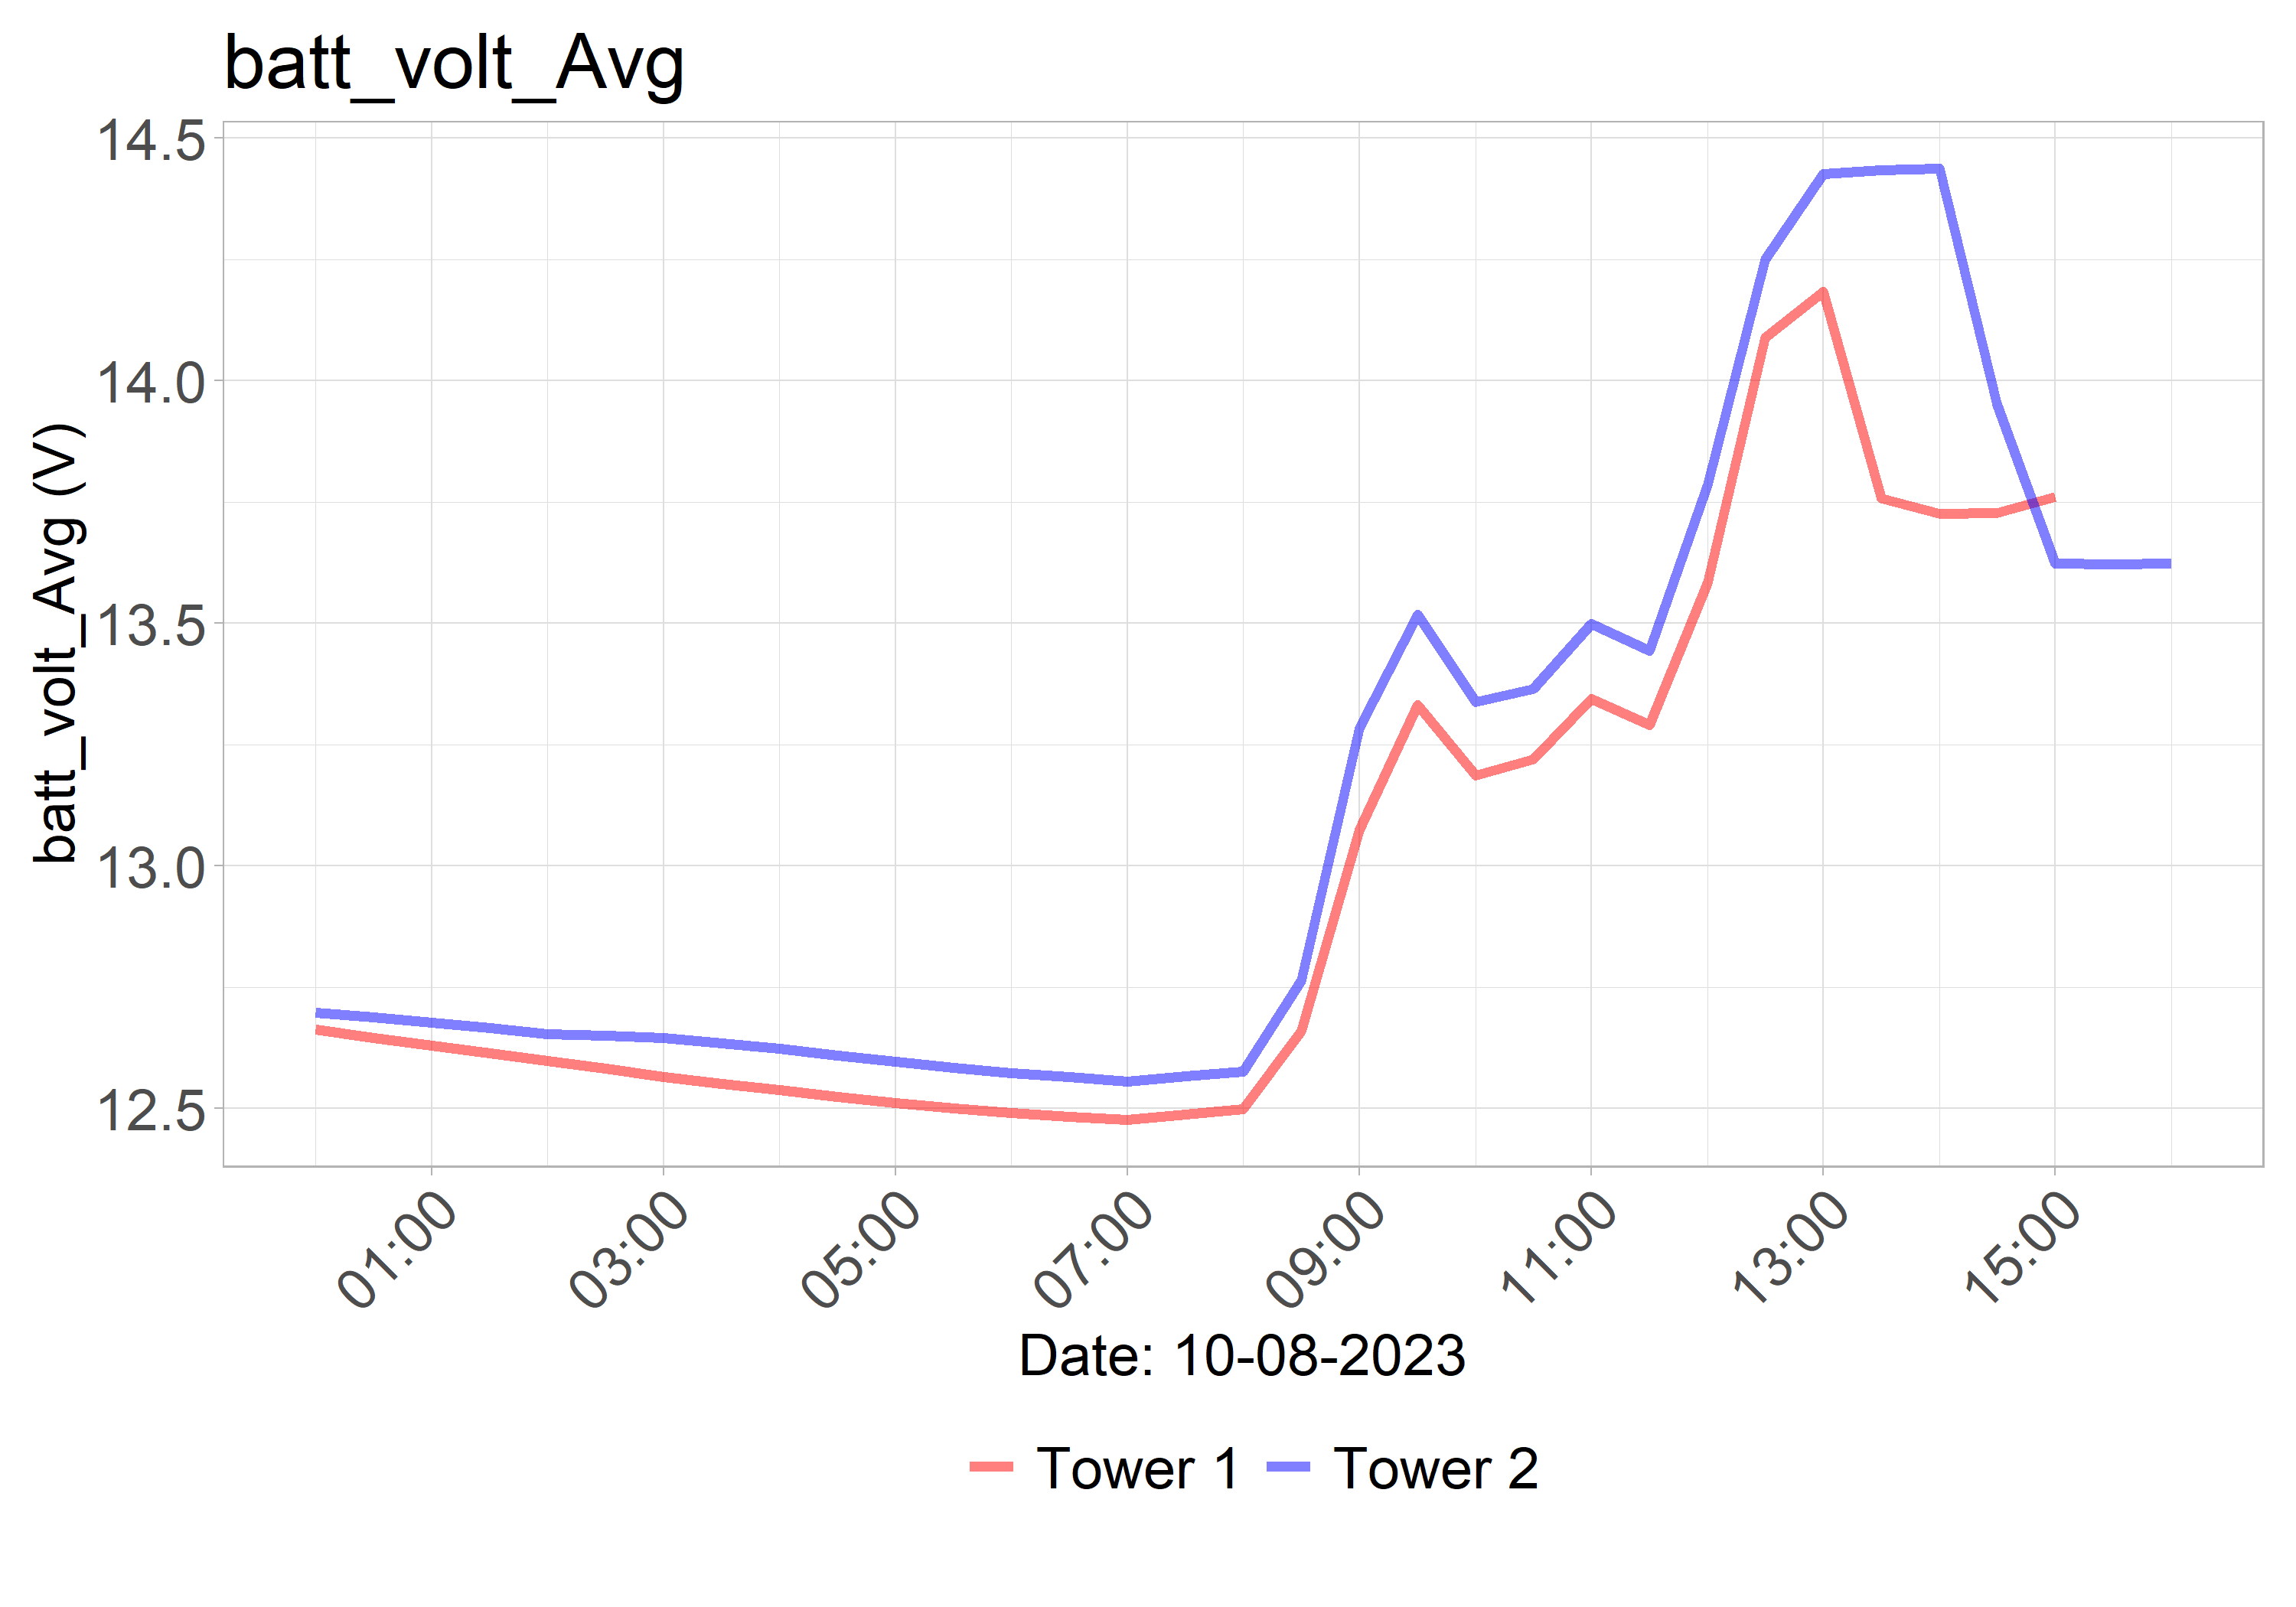 batt_volt_Avg
batt_volt_Avg (V)
14.5
14.0
13.5
13.0
12.5
01:00 03:00 05:00 07:00 09:00 11:00 13:00 15:00
Date: 10-08-2023
Tower 1 Tower 2